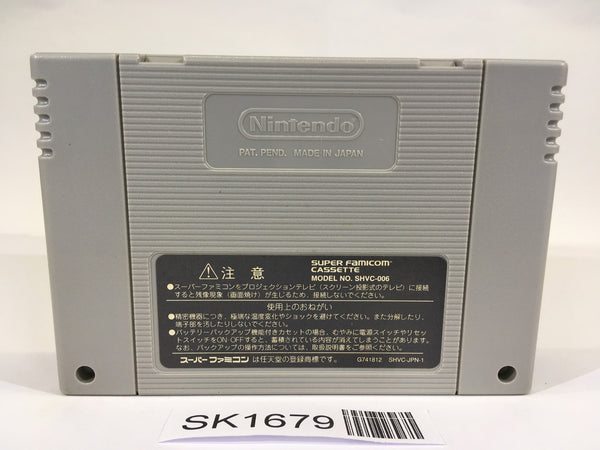 Nintendo
PAT. PEND. MADE IN JAPAN
注意
SUPER FAMICOM
CASSETTE
MODEL NO. SHVC-006
●スーパーファミコンをプロジェクションテレビ(スクリーン投影式のテレビ)に接続
すると残像現象(画面焼け)が生じるため、接続しないでください。
使用上のおねがい
●精密機器につき、極端な温度変化やショックを避けてください。また分解したり、
端子部を汚したりしないでください。
●バッテリーバックアップ機能付きカセットの場合、むやみに電源スイッチやリセ
ットスイッチをON OFFすると、蓄積されている内容が消えてしまうことがあります。
なお、バックアップの操作方法については、取扱説明書をご参照ください。
スーパーファミコン は任天堂の登録商標です。 G741812 SHVC-JPN-1
SK1679